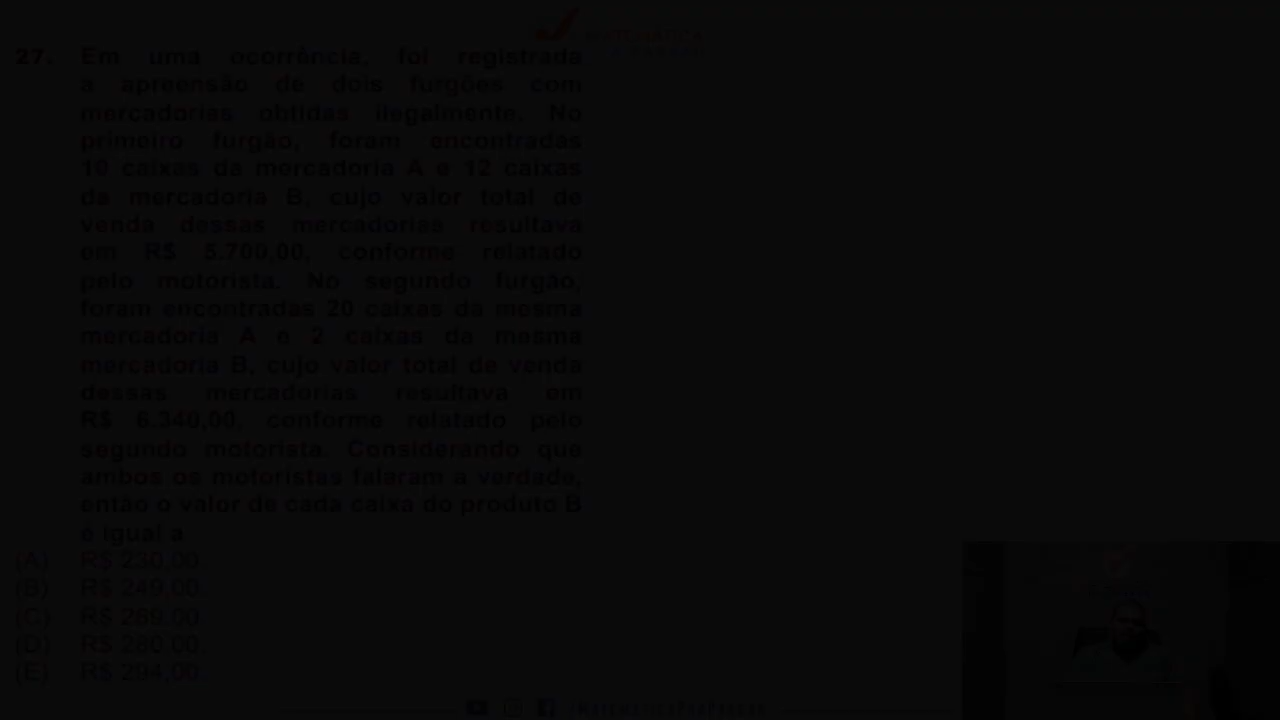 MATEMÁTICA
27. Em uma ocorrência, foi registrada
a apreensão de dois furgões com
mercadorias obtidas ilegalmente. No
primeiro furgão, foram encontradas
10 caixas da mercadoria A e 12 caixas
da mercadoria B, cujo valor total de
venda dessas mercadorias resultava
em R$ 5.700,00, conforme relatado
pelo motorista. No segundo furgão,
foram encontradas 20 caixas da mesma
mercadoria A e 2 caixas da mesma
mercadoria B, cujo valor total de venda
dessas mercadorias resultava em
R$ 6.340,00, conforme relatado pelo
segundo motorista. Considerando que
ambos os motoristas falaram a verdade,
então o valor de cada caixa do produto B
é igual a
(A) R$ 230,00.
(B) R$ 249,00.
(C) R$ 269,00.
(D) R$ 280,00.
(E) R$ 294,00.